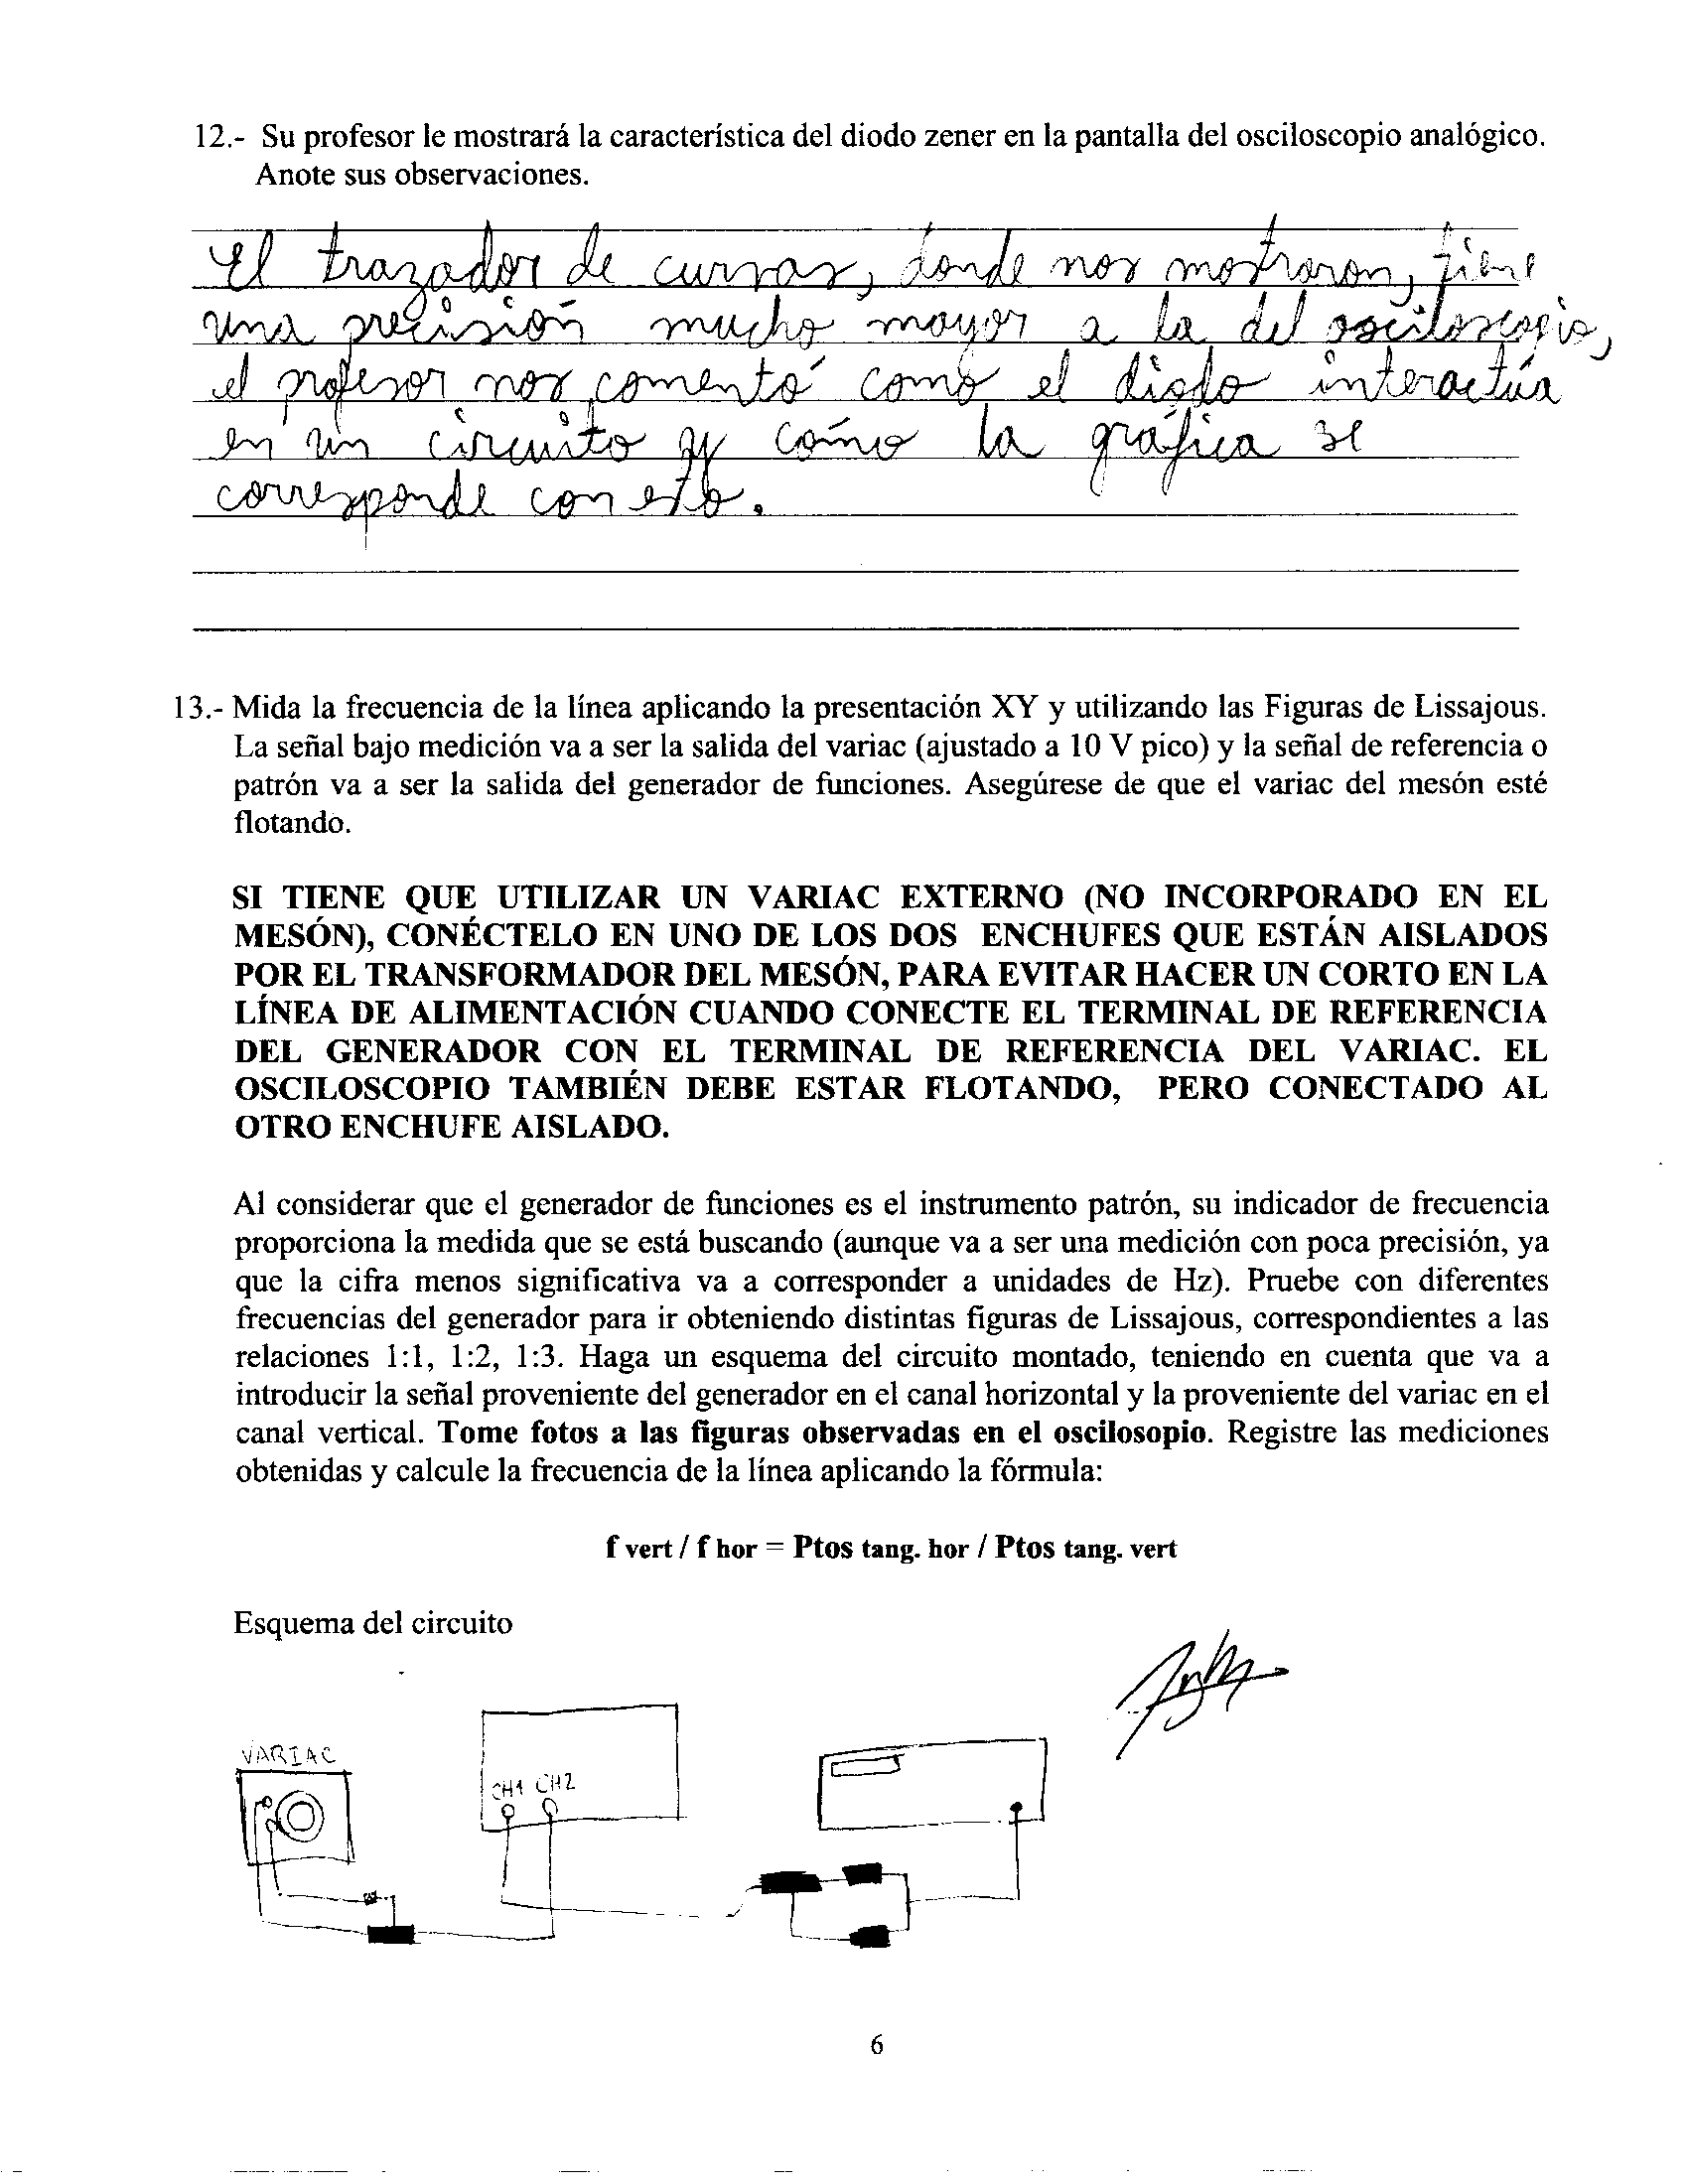 12.- Su profesor le mostrará la característica del diodo zener en la pantalla del osciloscopio analógico.
Anote sus observaciones.
El trazador de curvas, donde nos mostraron, tiene
una precisión mucho mayor a la del osciloscopio,
el profesor nos comentó como el diodo interactúa
en un circuito y cómo la gráfica se
corresponde con esto.
13.- Mida la frecuencia de la línea aplicando la presentación XY y utilizando las Figuras de Lissajous.
La señal bajo medición va a ser la salida del variac (ajustado a 10 V pico) y la señal de referencia o
patrón va a ser la salida del generador de funciones. Asegúrese de que el variac del mesón esté
flotando.
SI TIENE QUE UTILIZAR UN VARIAC EXTERNO (NO INCORPORADO EN EL
MESÓN), CONÉCTELO EN UNO DE LOS DOS ENCHUFES QUE ESTÁN AISLADOS
POR EL TRANSFORMADOR DEL MESÓN, PARA EVITAR HACER UN CORTO EN LA
LÍNEA DE ALIMENTACIÓN CUANDO CONECTE EL TERMINAL DE REFERENCIA
DEL GENERADOR CON EL TERMINAL DE REFERENCIA DEL VARIAC. EL
OSCILOSCOPIO TAMBIÉN DEBE ESTAR FLOTANDO, PERO CONECTADO AL
OTRO ENCHUFE AISLADO.
Al considerar que el generador de funciones es el instrumento patrón, su indicador de frecuencia
proporciona la medida que se está buscando (aunque va a ser una medición con poca precisión, ya
que la cifra menos significativa va a corresponder a unidades de Hz). Pruebe con diferentes
frecuencias del generador para ir obteniendo distintas figuras de Lissajous, correspondientes a las
relaciones 1:1, 1:2, 1:3. Haga un esquema del circuito montado, teniendo en cuenta que va a
introducir la señal proveniente del generador en el canal horizontal y la proveniente del variac en el
canal vertical. Tome fotos a las figuras observadas en el oscilosopio. Registre las mediciones
obtenidas y calcule la frecuencia de la línea aplicando la fórmula:
f vert / f hor = Ptos tang. hor / Ptos tang. vert
Esquema del circuito
VARIAC
CH1 CH2
6